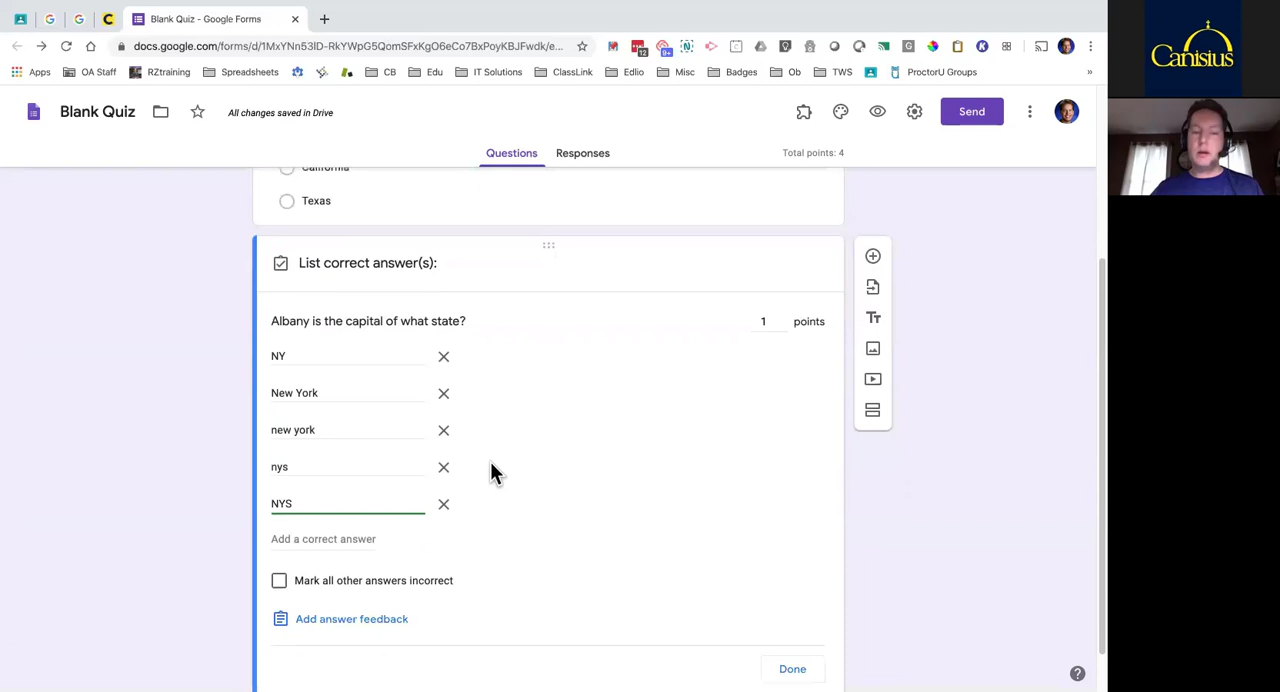 Blank Quiz - Google Forms
docs.google.com/forms/d/1MxYNn53lD-RkYWpG5QomSFxKgO6eCo7BxPoyKBJFwdk/e...
12
9+
Apps
OA Staff
RZtraining
Spreadsheets
CB
Edu
IT Solutions
ClassLink
Edlio
Misc
Badges
Ob
TWS
ProctorU Groups
»
Canisius
Blank Quiz
All changes saved in Drive
Send
Questions
Responses
Total points: 4
California
Texas
List correct answer(s):
Albany is the capital of what state?
1 points
NY
New York
new york
nys
NYS
Add a correct answer
Mark all other answers incorrect
Add answer feedback
Done